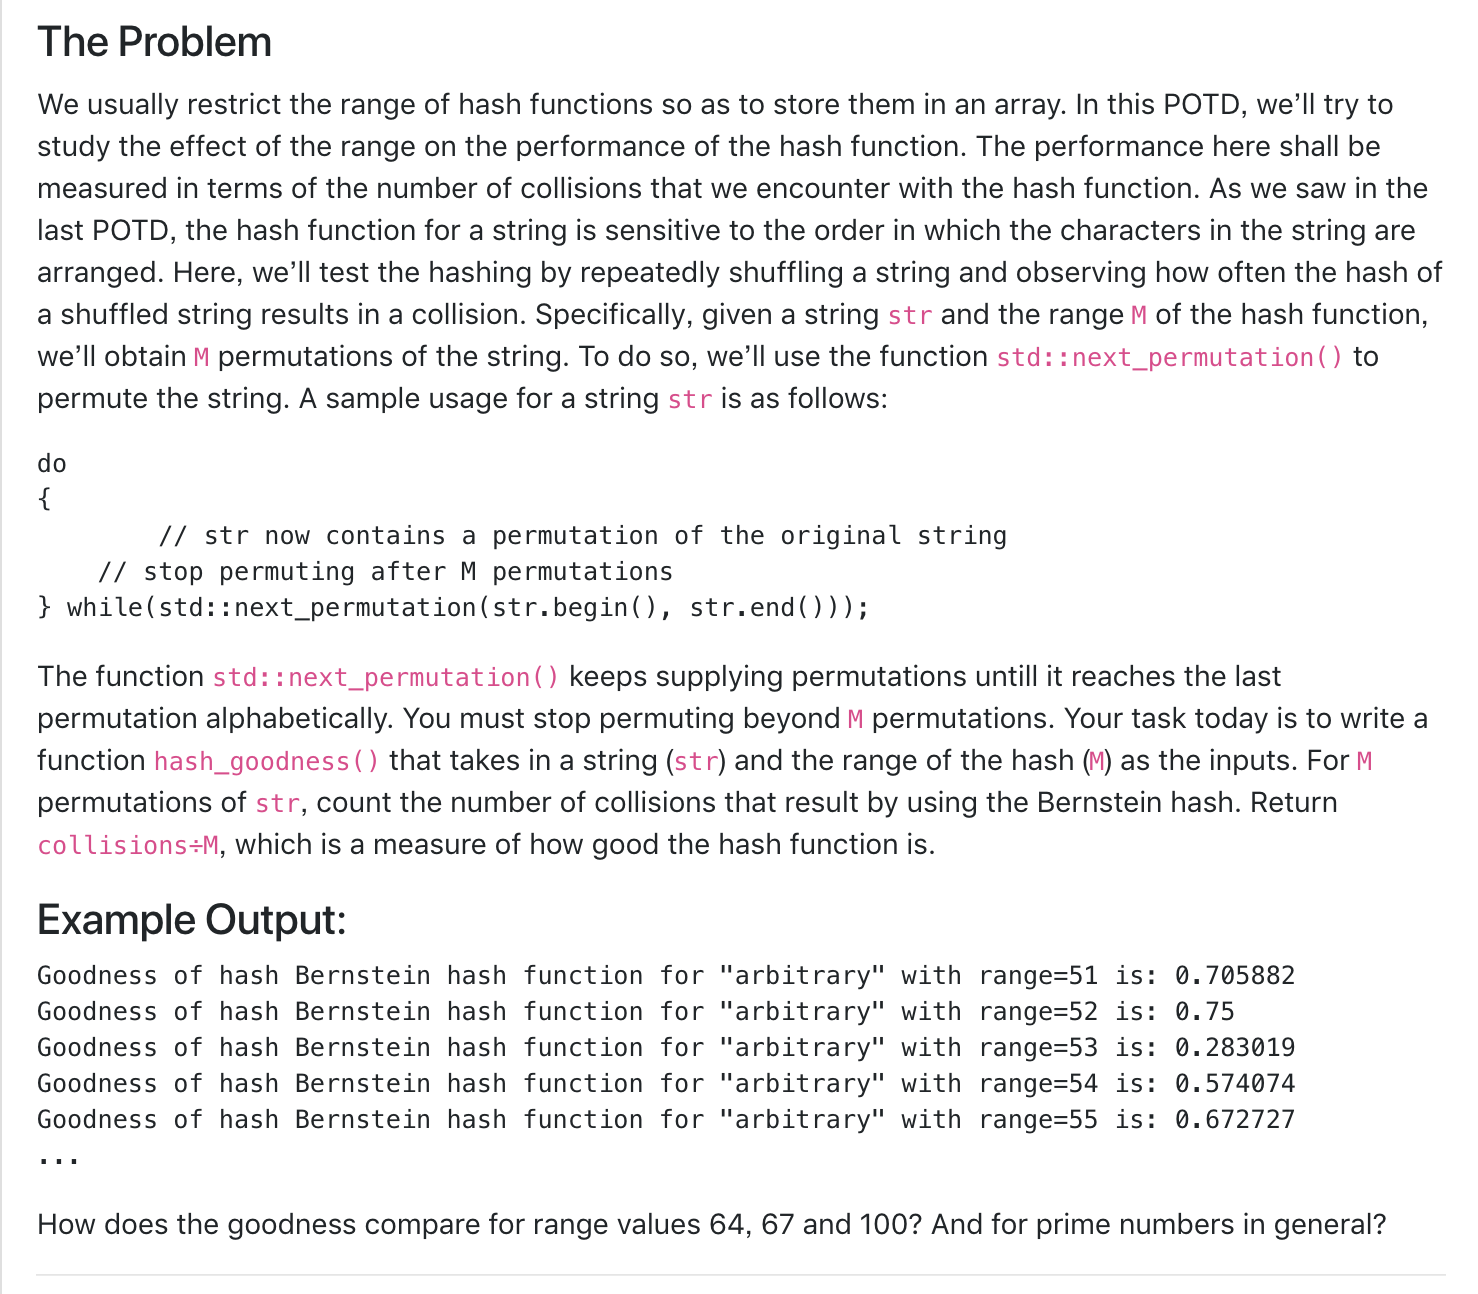 The Problem
We usually restrict the range of hash functions so as to store them in an array. In this POTD, we’ll try to
study the effect of the range on the performance of the hash function. The performance here shall be
measured in terms of the number of collisions that we encounter with the hash function. As we saw in the
last POTD, the hash function for a string is sensitive to the order in which the characters in the string are
arranged. Here, we’ll test the hashing by repeatedly shuffling a string and observing how often the hash of
a shuffled string results in a collision. Specifically, given a string str and the range M of the hash function,
we’ll obtain M permutations of the string. To do so, we’ll use the function std::next_permutation() to
permute the string. A sample usage for a string str is as follows:
do
{
        // str now contains a permutation of the original string
    // stop permuting after M permutations
} while(std::next_permutation(str.begin(), str.end()));
The function std::next_permutation() keeps supplying permutations untill it reaches the last
permutation alphabetically. You must stop permuting beyond M permutations. Your task today is to write a
function hash_goodness() that takes in a string (str) and the range of the hash (M) as the inputs. For M
permutations of str, count the number of collisions that result by using the Bernstein hash. Return
collisions÷M, which is a measure of how good the hash function is.
Example Output:
Goodness of hash Bernstein hash function for "arbitrary" with range=51 is: 0.705882
Goodness of hash Bernstein hash function for "arbitrary" with range=52 is: 0.75
Goodness of hash Bernstein hash function for "arbitrary" with range=53 is: 0.283019
Goodness of hash Bernstein hash function for "arbitrary" with range=54 is: 0.574074
Goodness of hash Bernstein hash function for "arbitrary" with range=55 is: 0.672727
...
How does the goodness compare for range values 64, 67 and 100? And for prime numbers in general?